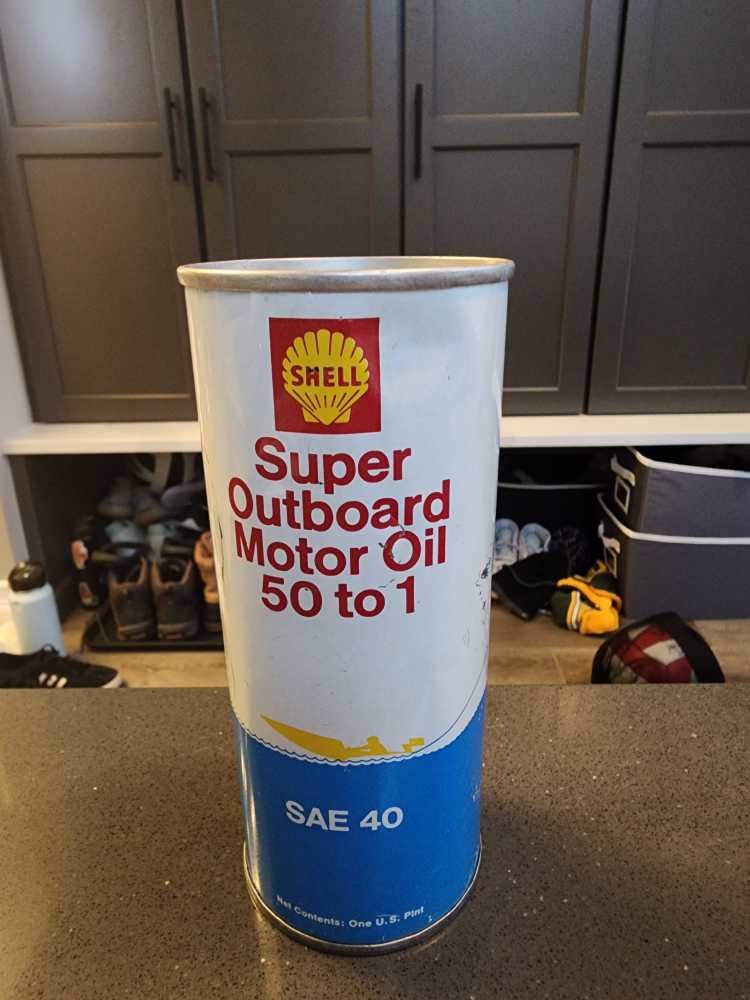 SHELL
Super
Outboard
Motor Oil
50 to 1
SAE 40
Net Contents: One U.S. Pint